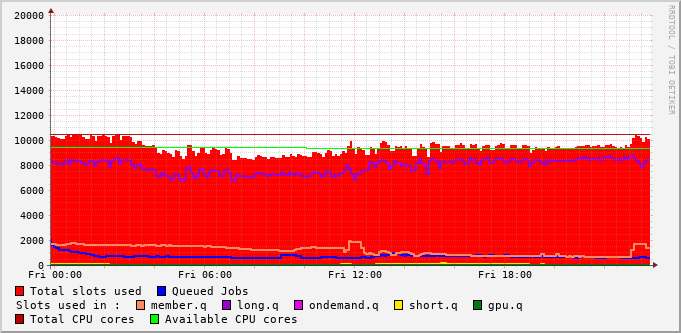 20000
18000
16000
14000
12000
10000
8000
6000
4000
2000
0
Fri 00:00 Fri 06:00 Fri 12:00 Fri 18:00
Total slots used Queued Jobs
Slots used in : member.q long.q ondemand.q short.q gpu.q
Total CPU cores Available CPU cores
RRDTOOL / TOBI OETIKER